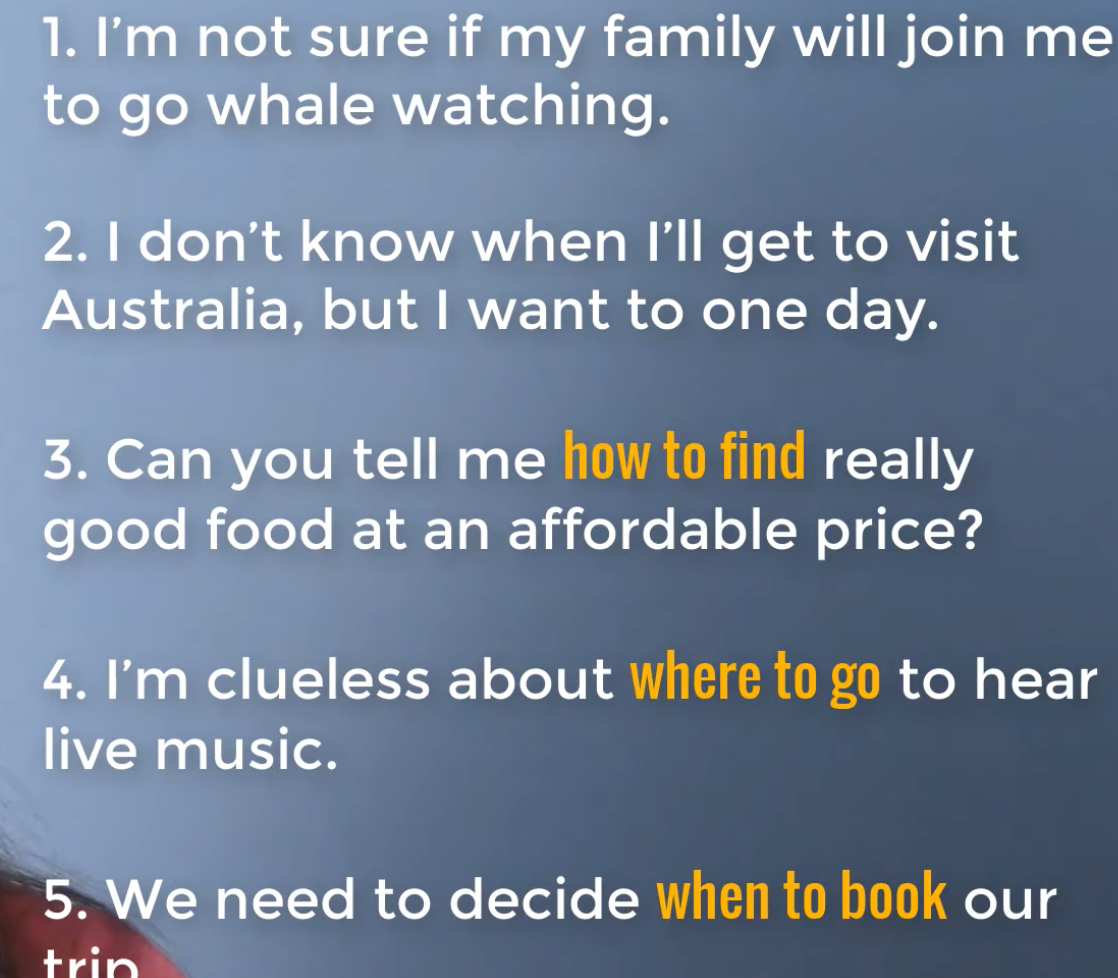 1. I’m not sure if my family will join me
to go whale watching.
2. I don’t know when I’ll get to visit
Australia, but I want to one day.
3. Can you tell me how to find really
good food at an affordable price?
4. I’m clueless about where to go to hear
live music.
5. We need to decide when to book our
trip